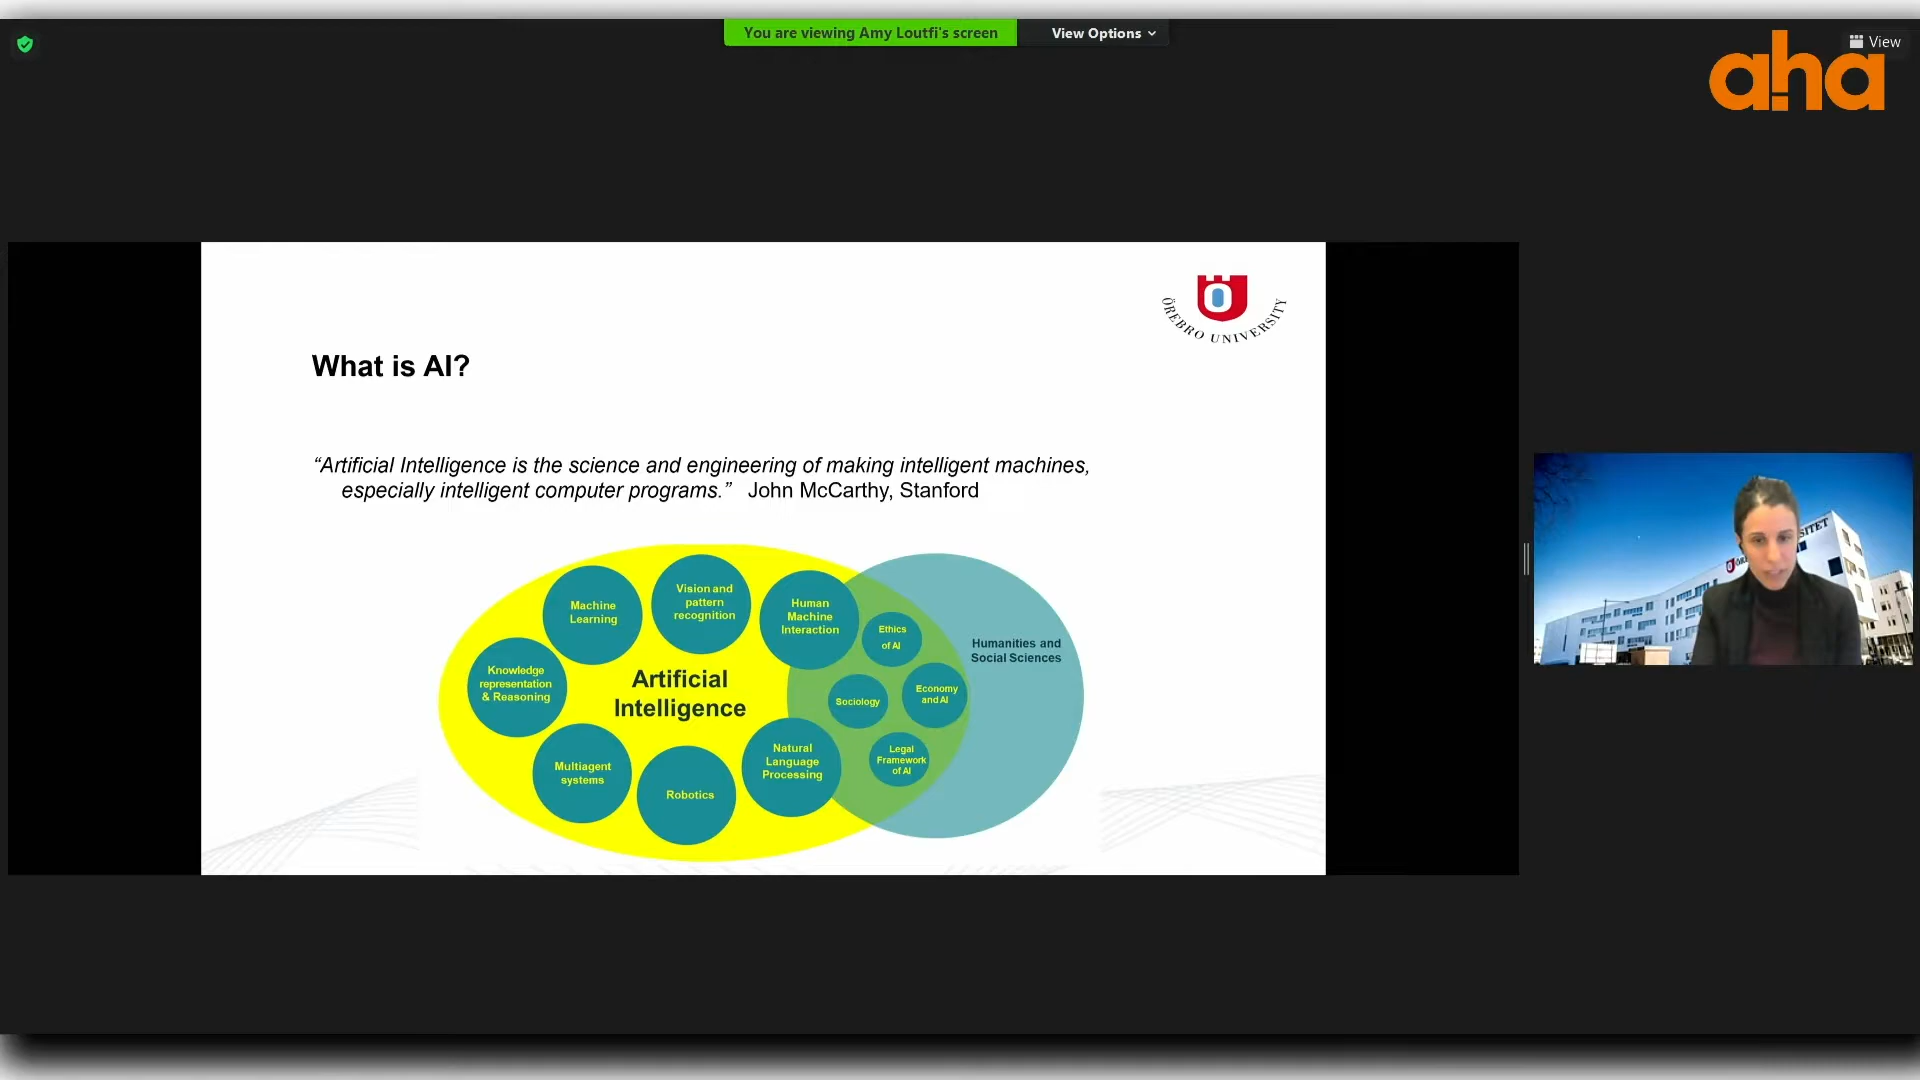 You are viewing Amy Loutfi's screen
View Options
View
aha
ÖREBRO UNIVERSITY
What is AI?
“Artificial Intelligence is the science and engineering of making intelligent machines,
especially intelligent computer programs.” John McCarthy, Stanford
Machine
Learning
Vision and
pattern
recognition
Human
Machine
Interaction
Ethics
of AI
Humanities and
Social Sciences
Knowledge
representation
& Reasoning
Artificial
Intelligence
Sociology
Economy
and AI
Multiagent
systems
Robotics
Natural
Language
Processing
Legal
Framework
of AI